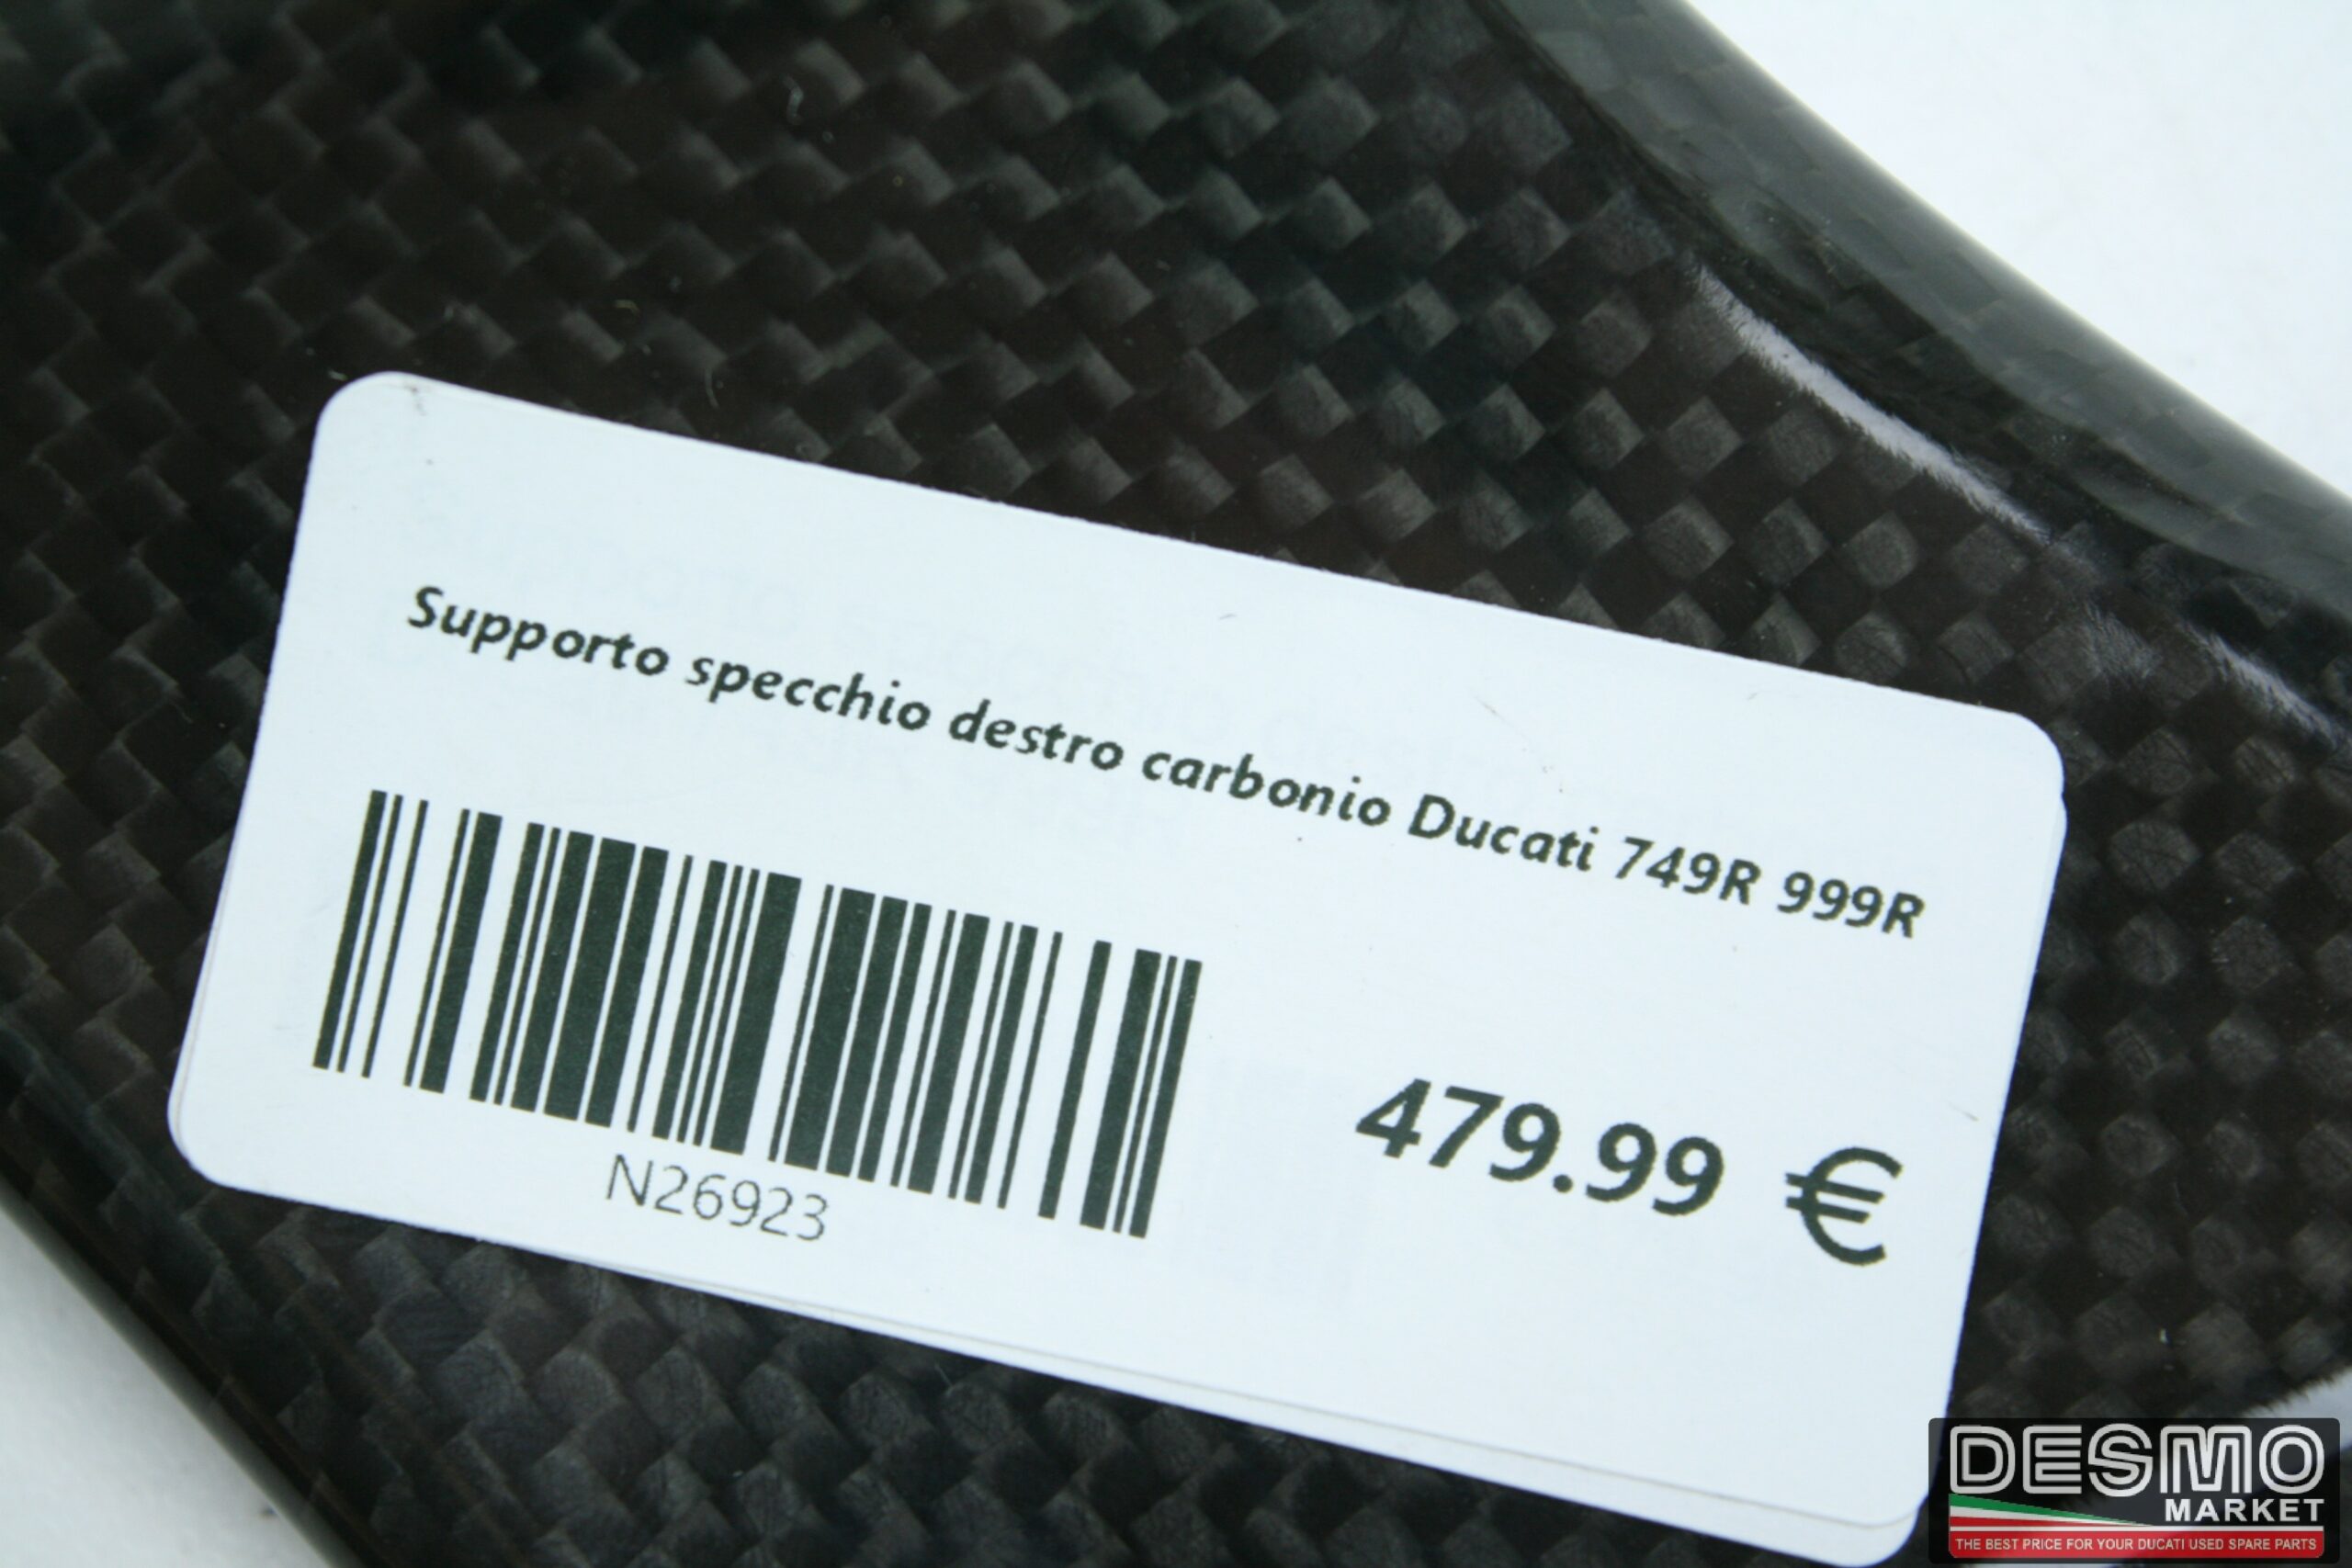 Supporto specchio destro carbonio Ducati 749R 999R
479.99 €
N26923
DESMO
MARKET
THE BEST PRICE FOR YOUR DUCATI USED SPARE PARTS